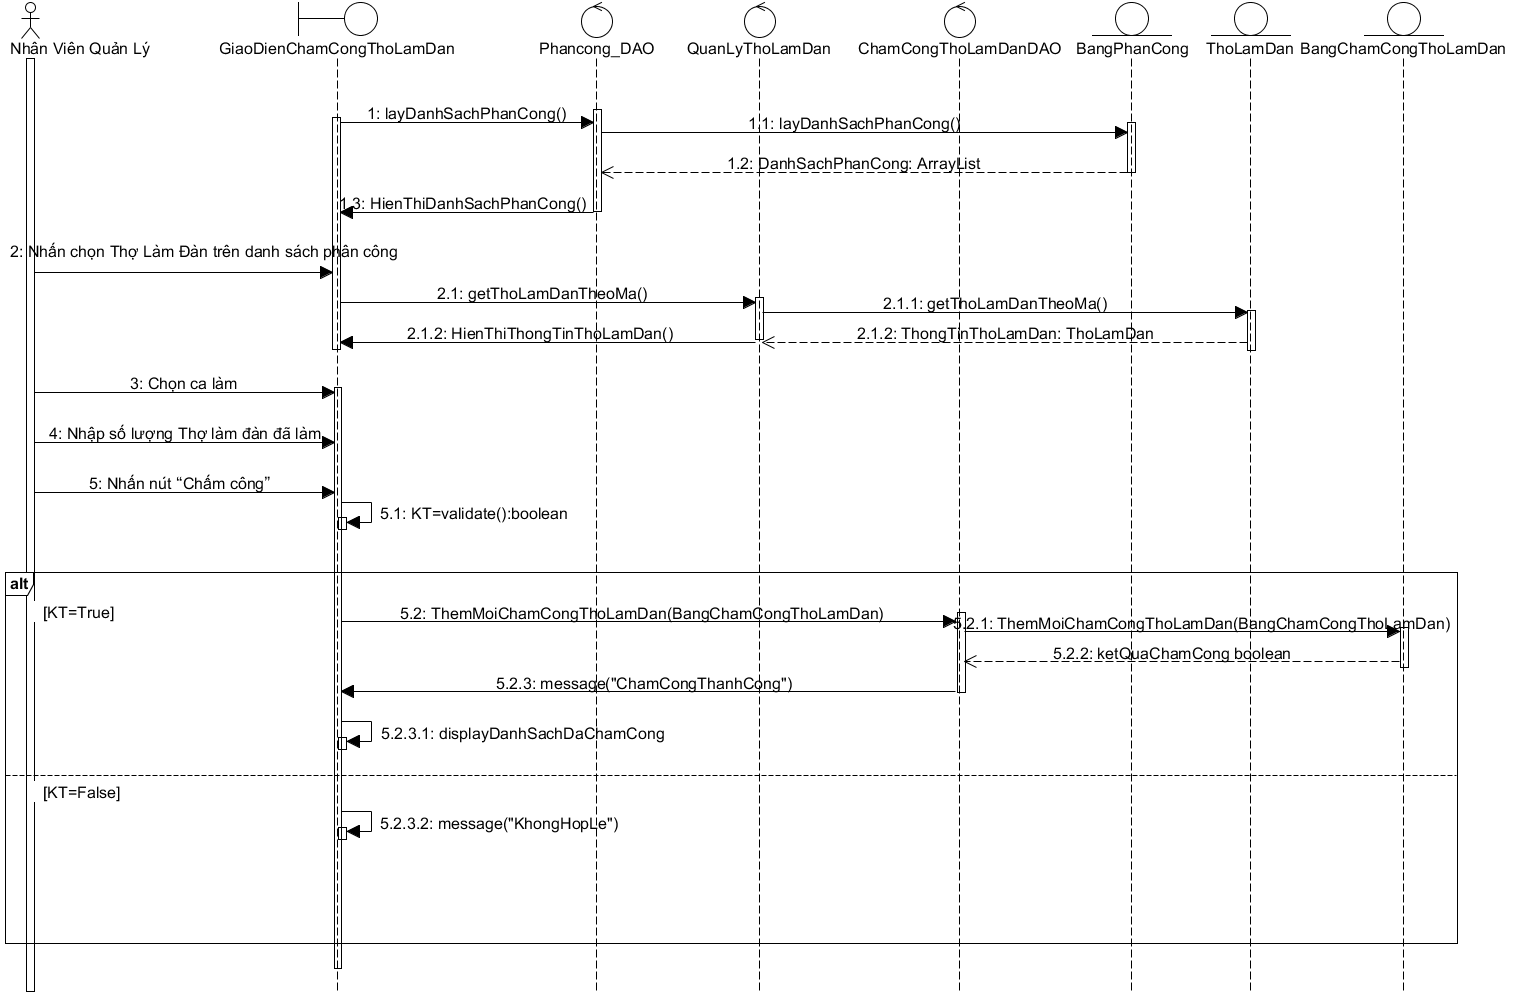 Nhân Viên Quản Lý
GiaoDienChamCongThoLamDan
Phancong_DAO
QuanLyThoLamDan
ChamCongThoLamDanDAO
BangPhanCong
ThoLamDan
BangChamCongThoLamDan
1: layDanhSachPhanCong()
1.1: layDanhSachPhanCong()
1.2: DanhSachPhanCong: ArrayList
1.3: HienThiDanhSachPhanCong()
2: Nhấn chọn Thợ Làm Đàn trên danh sách phân công
2.1: getThoLamDanTheoMa()
2.1.1: getThoLamDanTheoMa()
2.1.2: HienThiThongTinThoLamDan()
2.1.2: ThongTinThoLamDan: ThoLamDan
3: Chọn ca làm
4: Nhập số lượng Thợ làm đàn đã làm
5: Nhấn nút “Chấm công”
5.1: KT=validate():boolean
alt
[KT=True]
5.2: ThemMoiChamCongThoLamDan(BangChamCongThoLamDan)
5.2.1: ThemMoiChamCongThoLamDan(BangChamCongThoLamDan)
5.2.2: ketQuaChamCong boolean
5.2.3: message("ChamCongThanhCong")
5.2.3.1: displayDanhSachDaChamCong
[KT=False]
5.2.3.2: message("KhongHopLe")